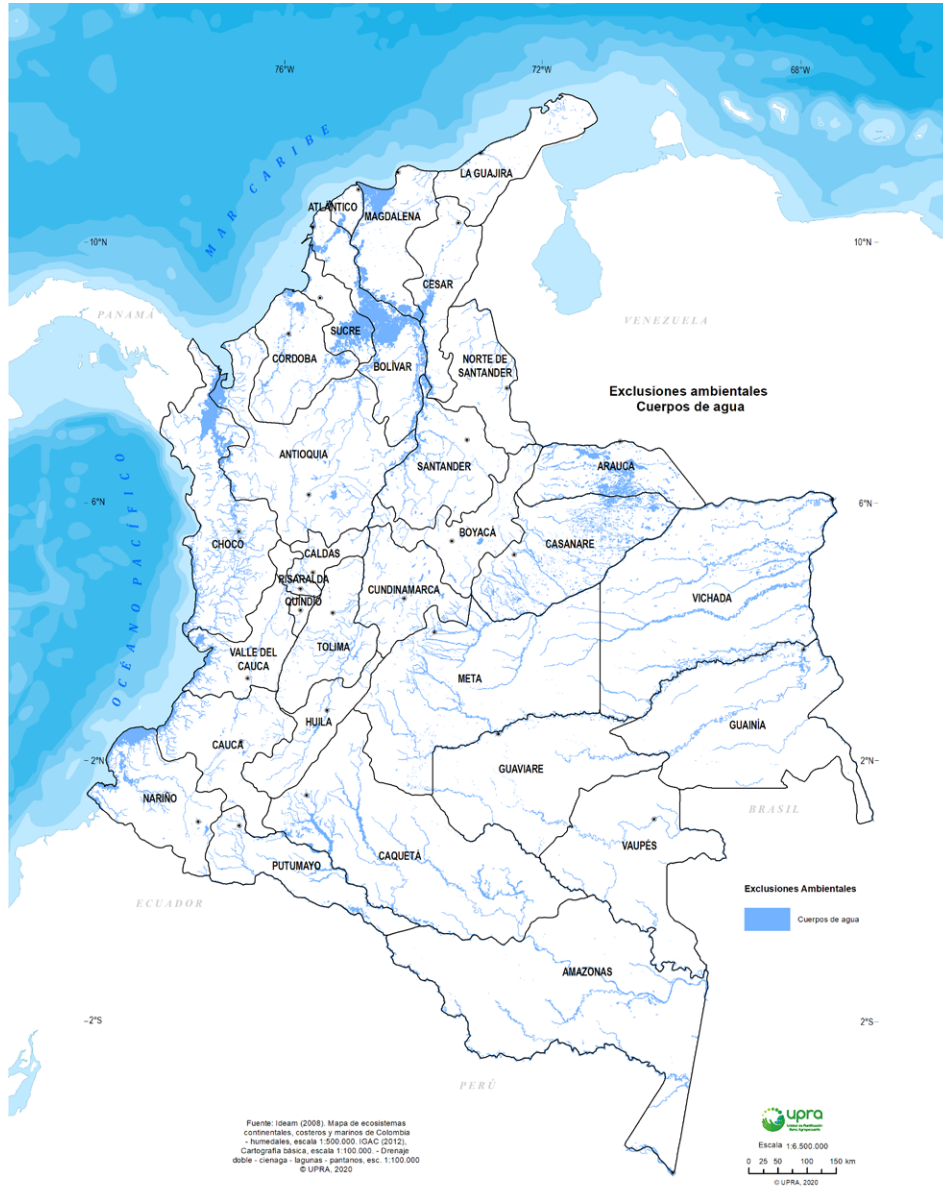 76°W
72°W
68°W
MAR CARIBE
LA GUAJIRA
ATLÁNTICO
MAGDALENA
10°N
10°N
CESAR
PANAMÁ
VENEZUELA
SUCRE
CÓRDOBA
BOLÍVAR
NORTE DE
SANTANDER
Exclusiones ambientales
Cuerpos de agua
ANTIOQUIA
SANTANDER
ARAUCA
6°N
6°N
OCÉANO PACÍFICO
CHOCÓ
BOYACÁ
CASANARE
CALDAS
RISARALDA
CUNDINAMARCA
QUINDÍO
VICHADA
VALLE DEL
CAUCA
TOLIMA
META
HUILA
GUAINÍA
CAUCA
2°N
2°N
GUAVIARE
NARIÑO
BRASIL
VAUPÉS
PUTUMAYO
CAQUETÁ
Exclusiones Ambientales
ECUADOR
Cuerpos de agua
AMAZONAS
2°S
2°S
PERÚ
Fuente: Ideam (2008). Mapa de ecosistemas
continentales, costeros y marinos de Colombia
- humedales, escala 1:500.000. IGAC (2012),
Cartografía básica, escala 1:100.000. - Drenaje
doble - cienaga - lagunas - pantanos, esc. 1:100.000
© UPRA, 2020
upra
Unidad de Planificación
Rural Agropecuaria
Escala 1:6.500.000
0 25 50 100 150 km
© UPRA, 2020